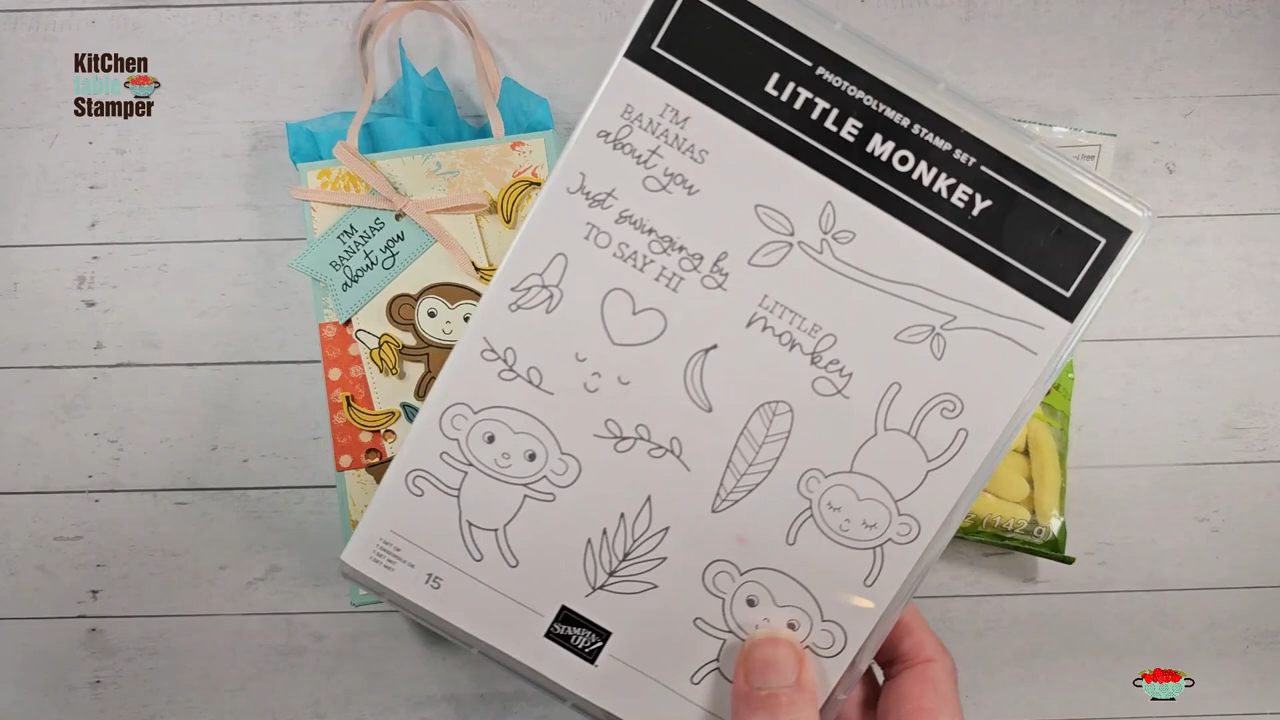 KitChen
table
Stamper
PHOTOPOLYMER STAMP SET
LITTLE MONKEY
I'M
BANANAS
about you
Just swinging by
TO SAY HI
LITTLE
monkey
I'M
BANANAS
about you
15
STAMPIN'
UP!
Free
z (142 g)